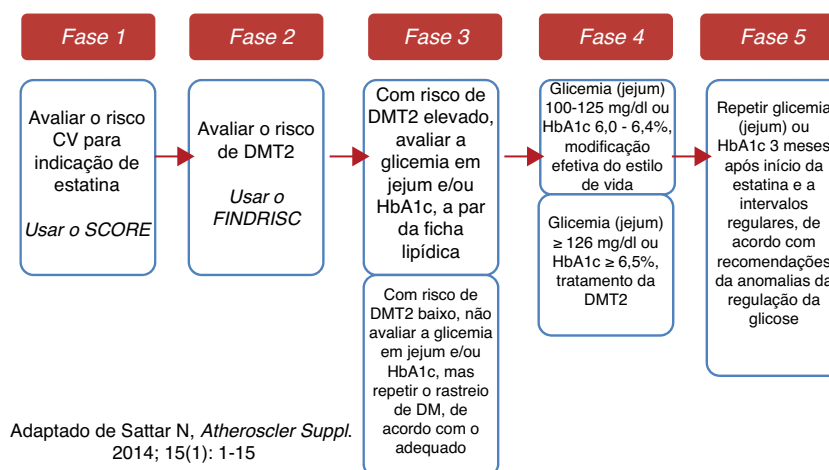 Fase 1
Avaliar o risco
CV para
indicação de
estatina
Usar o SCORE
Fase 2
Avaliar o risco
de DMT2
Usar o
FINDRISC
Fase 3
Com risco de
DMT2 elevado,
avaliar a
glicemia em
jejum e/ou
HbA1c, a par
da ficha
lipídica
Com risco de
DMT2 baixo, não
avaliar a glicemia
em jejum e/ou
HbA1c, mas
repetir o rastreio
de DM, de
acordo com o
adequado
Fase 4
Glicemia (jejum)
100-125 mg/dl ou
HbA1c 6,0 - 6,4%,
modificação
efetiva do estilo
de vida
Glicemia (jejum)
≥ 126 mg/dl ou
HbA1c ≥ 6,5%,
tratamento da
DMT2
Fase 5
Repetir glicemia
(jejum) ou
HbA1c 3 meses
após início da
estatina e a
intervalos
regulares, de
acordo com
recomendações
da anomalias da
regulação da
glicose
Adaptado de Sattar N, Atheroscler Suppl.
2014; 15(1): 1-15